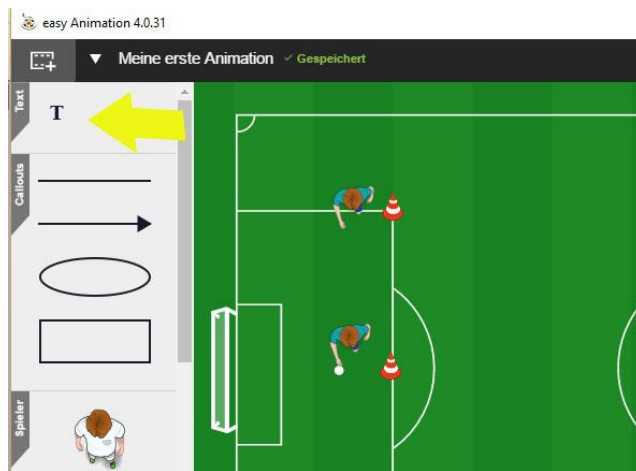 easy Animation 4.0.31
Meine erste Animation ✓ Gespeichert
Text
T
Callouts
Spieler